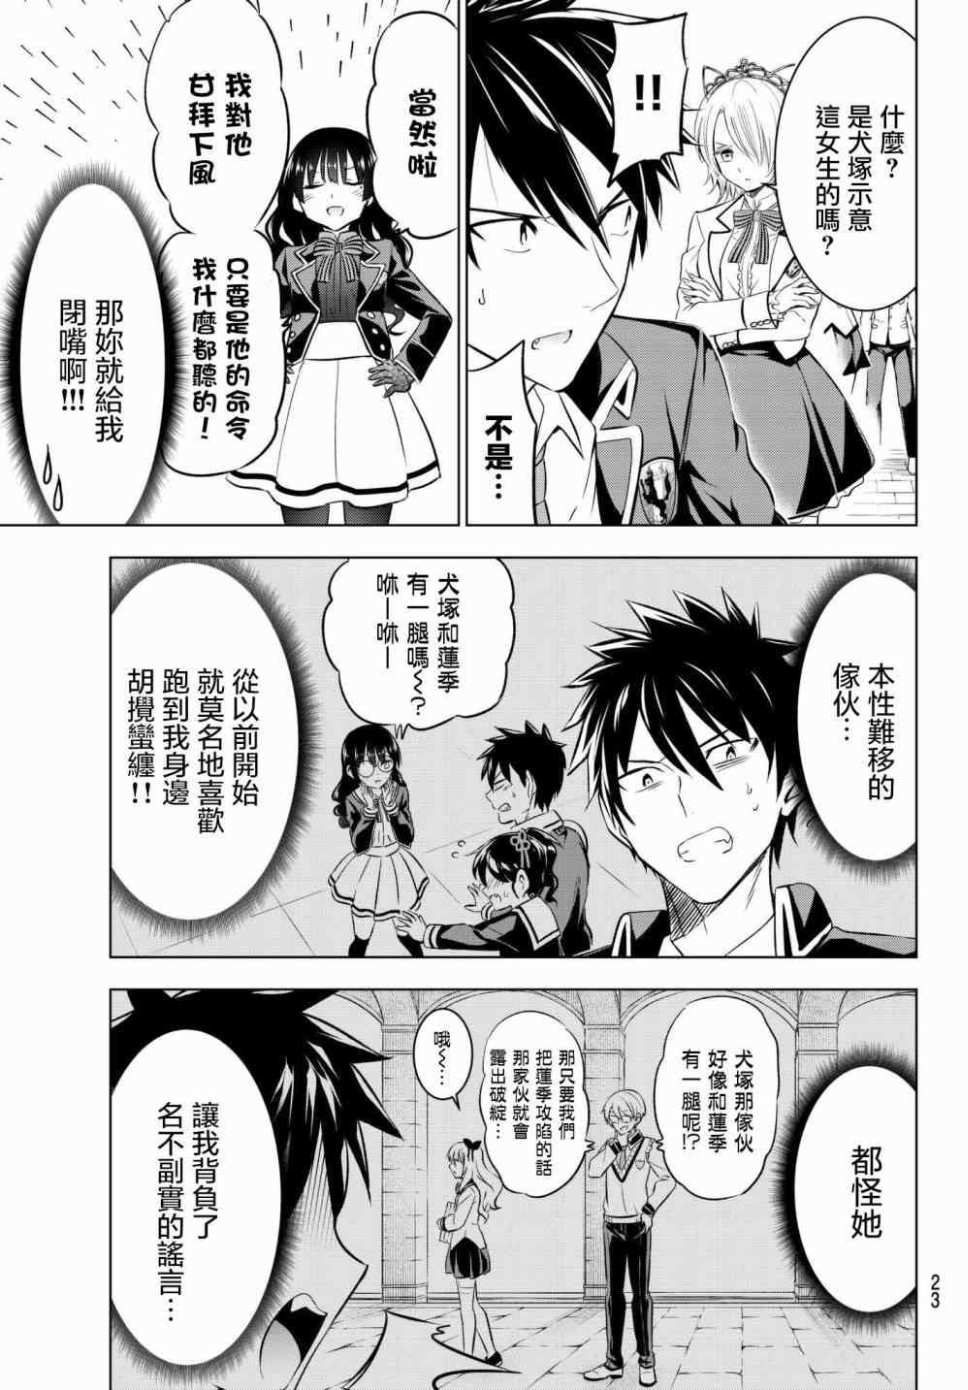 什麼？
是犬塚示意
這女生的嗎？
!!
不是…
當然啦
我對他
甘拜下風
只要是他的命令
我什麼都聽的！
那妳就給我
閉嘴啊!!!
本性難移的
傢伙…
犬塚和蓮季
有一腿嗎～？
咻ー咻ー
從以前開始
就莫名地喜歡
跑到我身邊
胡攪蠻纏!!
都怪她
犬塚那傢伙
好像和蓮季
有一腿呢!?
那只要我們
把蓮季攻陷的話
那家伙就會
露出破綻…
哦～…
讓我背負了
名不副實的謠言…
23